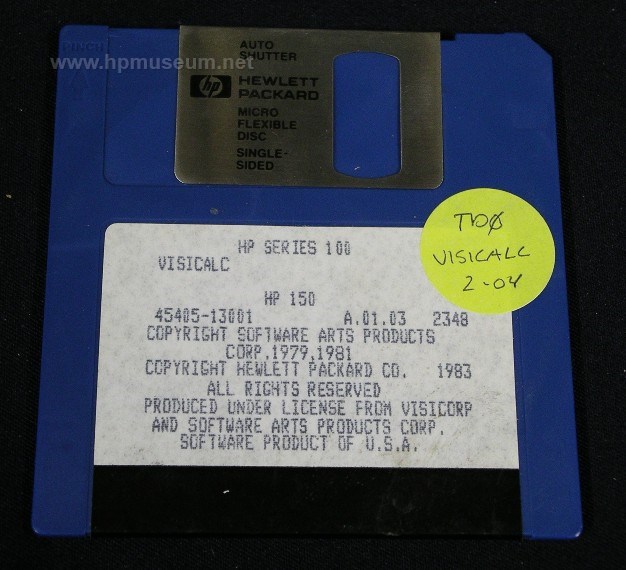 www.hpmuseum.net
AUTO
SHUTTER
hp HEWLETT
PACKARD
MICRO
FLEXIBLE
DISC
SINGLE-
SIDED
VISICALC
2-04
HP SERIES 100
VISICALC
HP 150
45405-13001 A.01.03 2348
COPYRIGHT SOFTWARE ARTS PRODUCTS
CORP.1979,1981
COPYRIGHT HEWLETT PACKARD CO. 1983
ALL RIGHTS RESERVED
PRODUCED UNDER LICENSE FROM VISICORP
AND SOFTWARE ARTS PRODUCTS CORP.
SOFTWARE PRODUCT OF U.S.A.